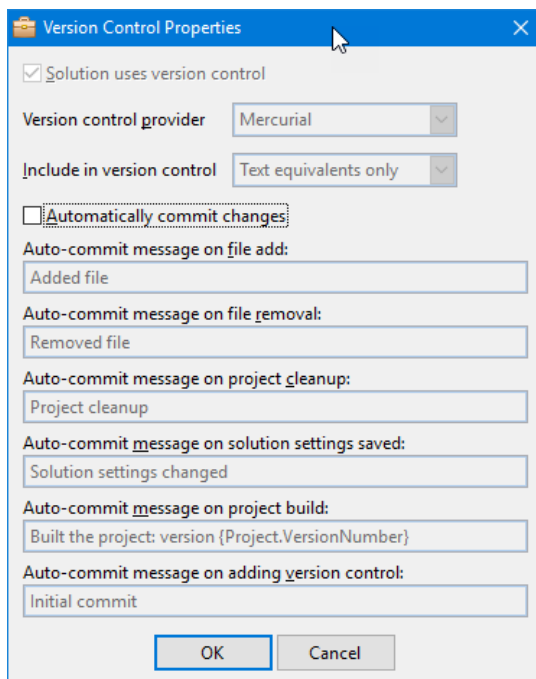 Version Control Properties
Solution uses version control
Version control provider Mercurial
Include in version control Text equivalents only
Automatically commit changes
Auto-commit message on file add:
Added file
Auto-commit message on file removal:
Removed file
Auto-commit message on project cleanup:
Project cleanup
Auto-commit message on solution settings saved:
Solution settings changed
Auto-commit message on project build:
Built the project: version {Project.VersionNumber}
Auto-commit message on adding version control:
Initial commit
OK Cancel